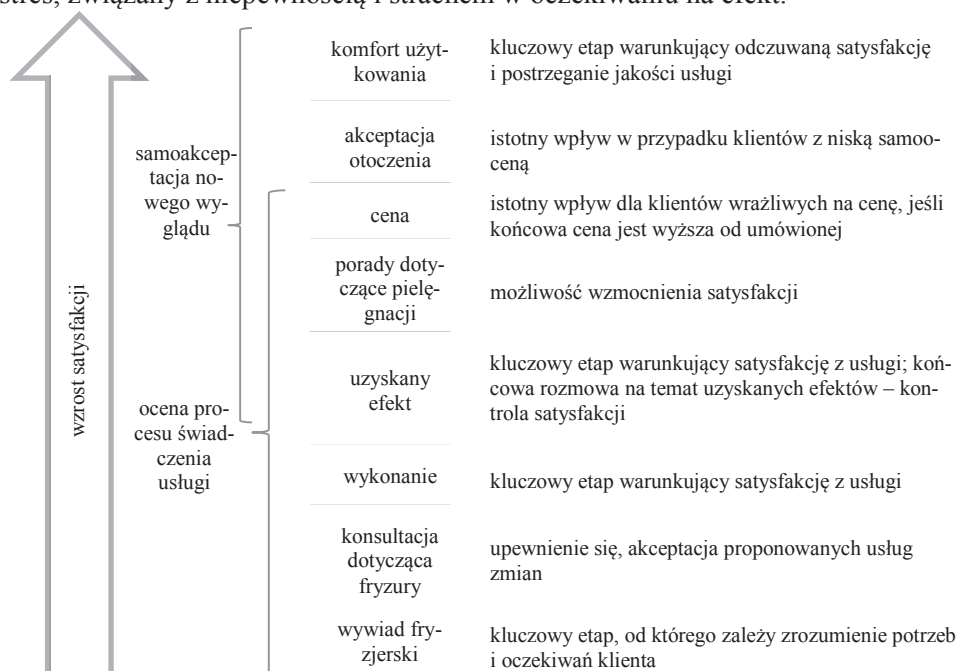 stres, związany z niepewnością i strachem w oczekiwaniu na efekt.
wzrost satysfakcji
samoakcep-
tacja no-
wego wy-
glądu
ocena pro-
cesu świad-
czenia
usługi
komfort użyt-
kowania
kluczowy etap warunkujący odczuwaną satysfakcję
i postrzeganie jakości usługi
akceptacja
otoczenia
istotny wpływ w przypadku klientów z niską samoo-
ceną
cena
istotny wpływ dla klientów wrażliwych na cenę, jeśli
końcowa cena jest wyższa od umówionej
porady doty-
czące pielę-
gnacji
możliwość wzmocnienia satysfakcji
uzyskany
efekt
kluczowy etap warunkujący satysfakcję z usługi; koń-
cowa rozmowa na temat uzyskanych efektów – kon-
trola satysfakcji
wykonanie
kluczowy etap warunkujący satysfakcję z usługi
konsultacja
dotycząca
fryzury
upewnienie się, akceptacja proponowanych usług
zmian
wywiad fry-
zjerski
kluczowy etap, od którego zależy zrozumienie potrzeb
i oczekiwań klienta